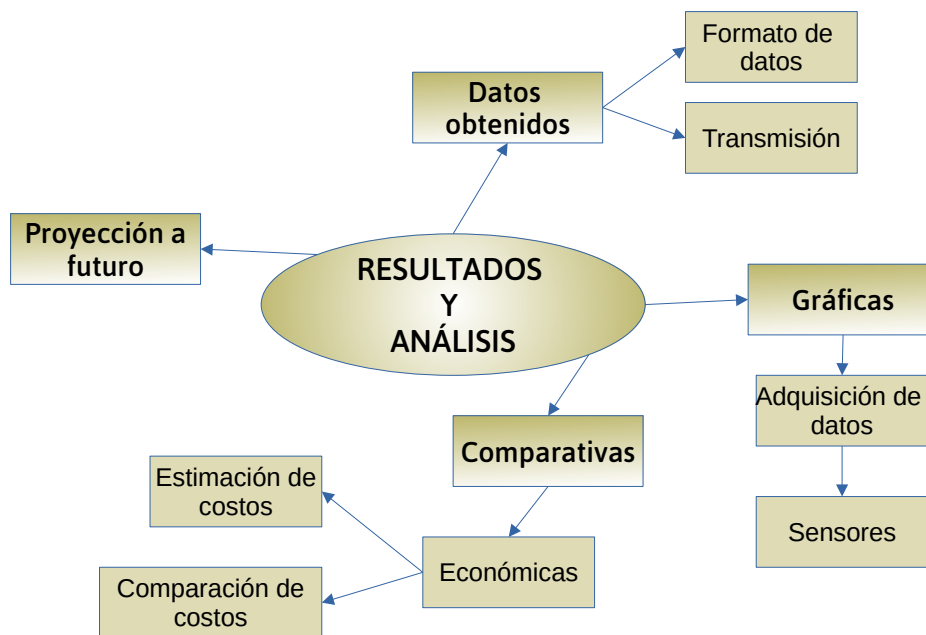 Formato de
datos
Datos
obtenidos
Transmisión
Proyección a
futuro
RESULTADOS
Y
ANÁLISIS
Gráficas
Adquisición de
datos
Comparativas
Estimación de
costos
Sensores
Económicas
Comparación de
costos